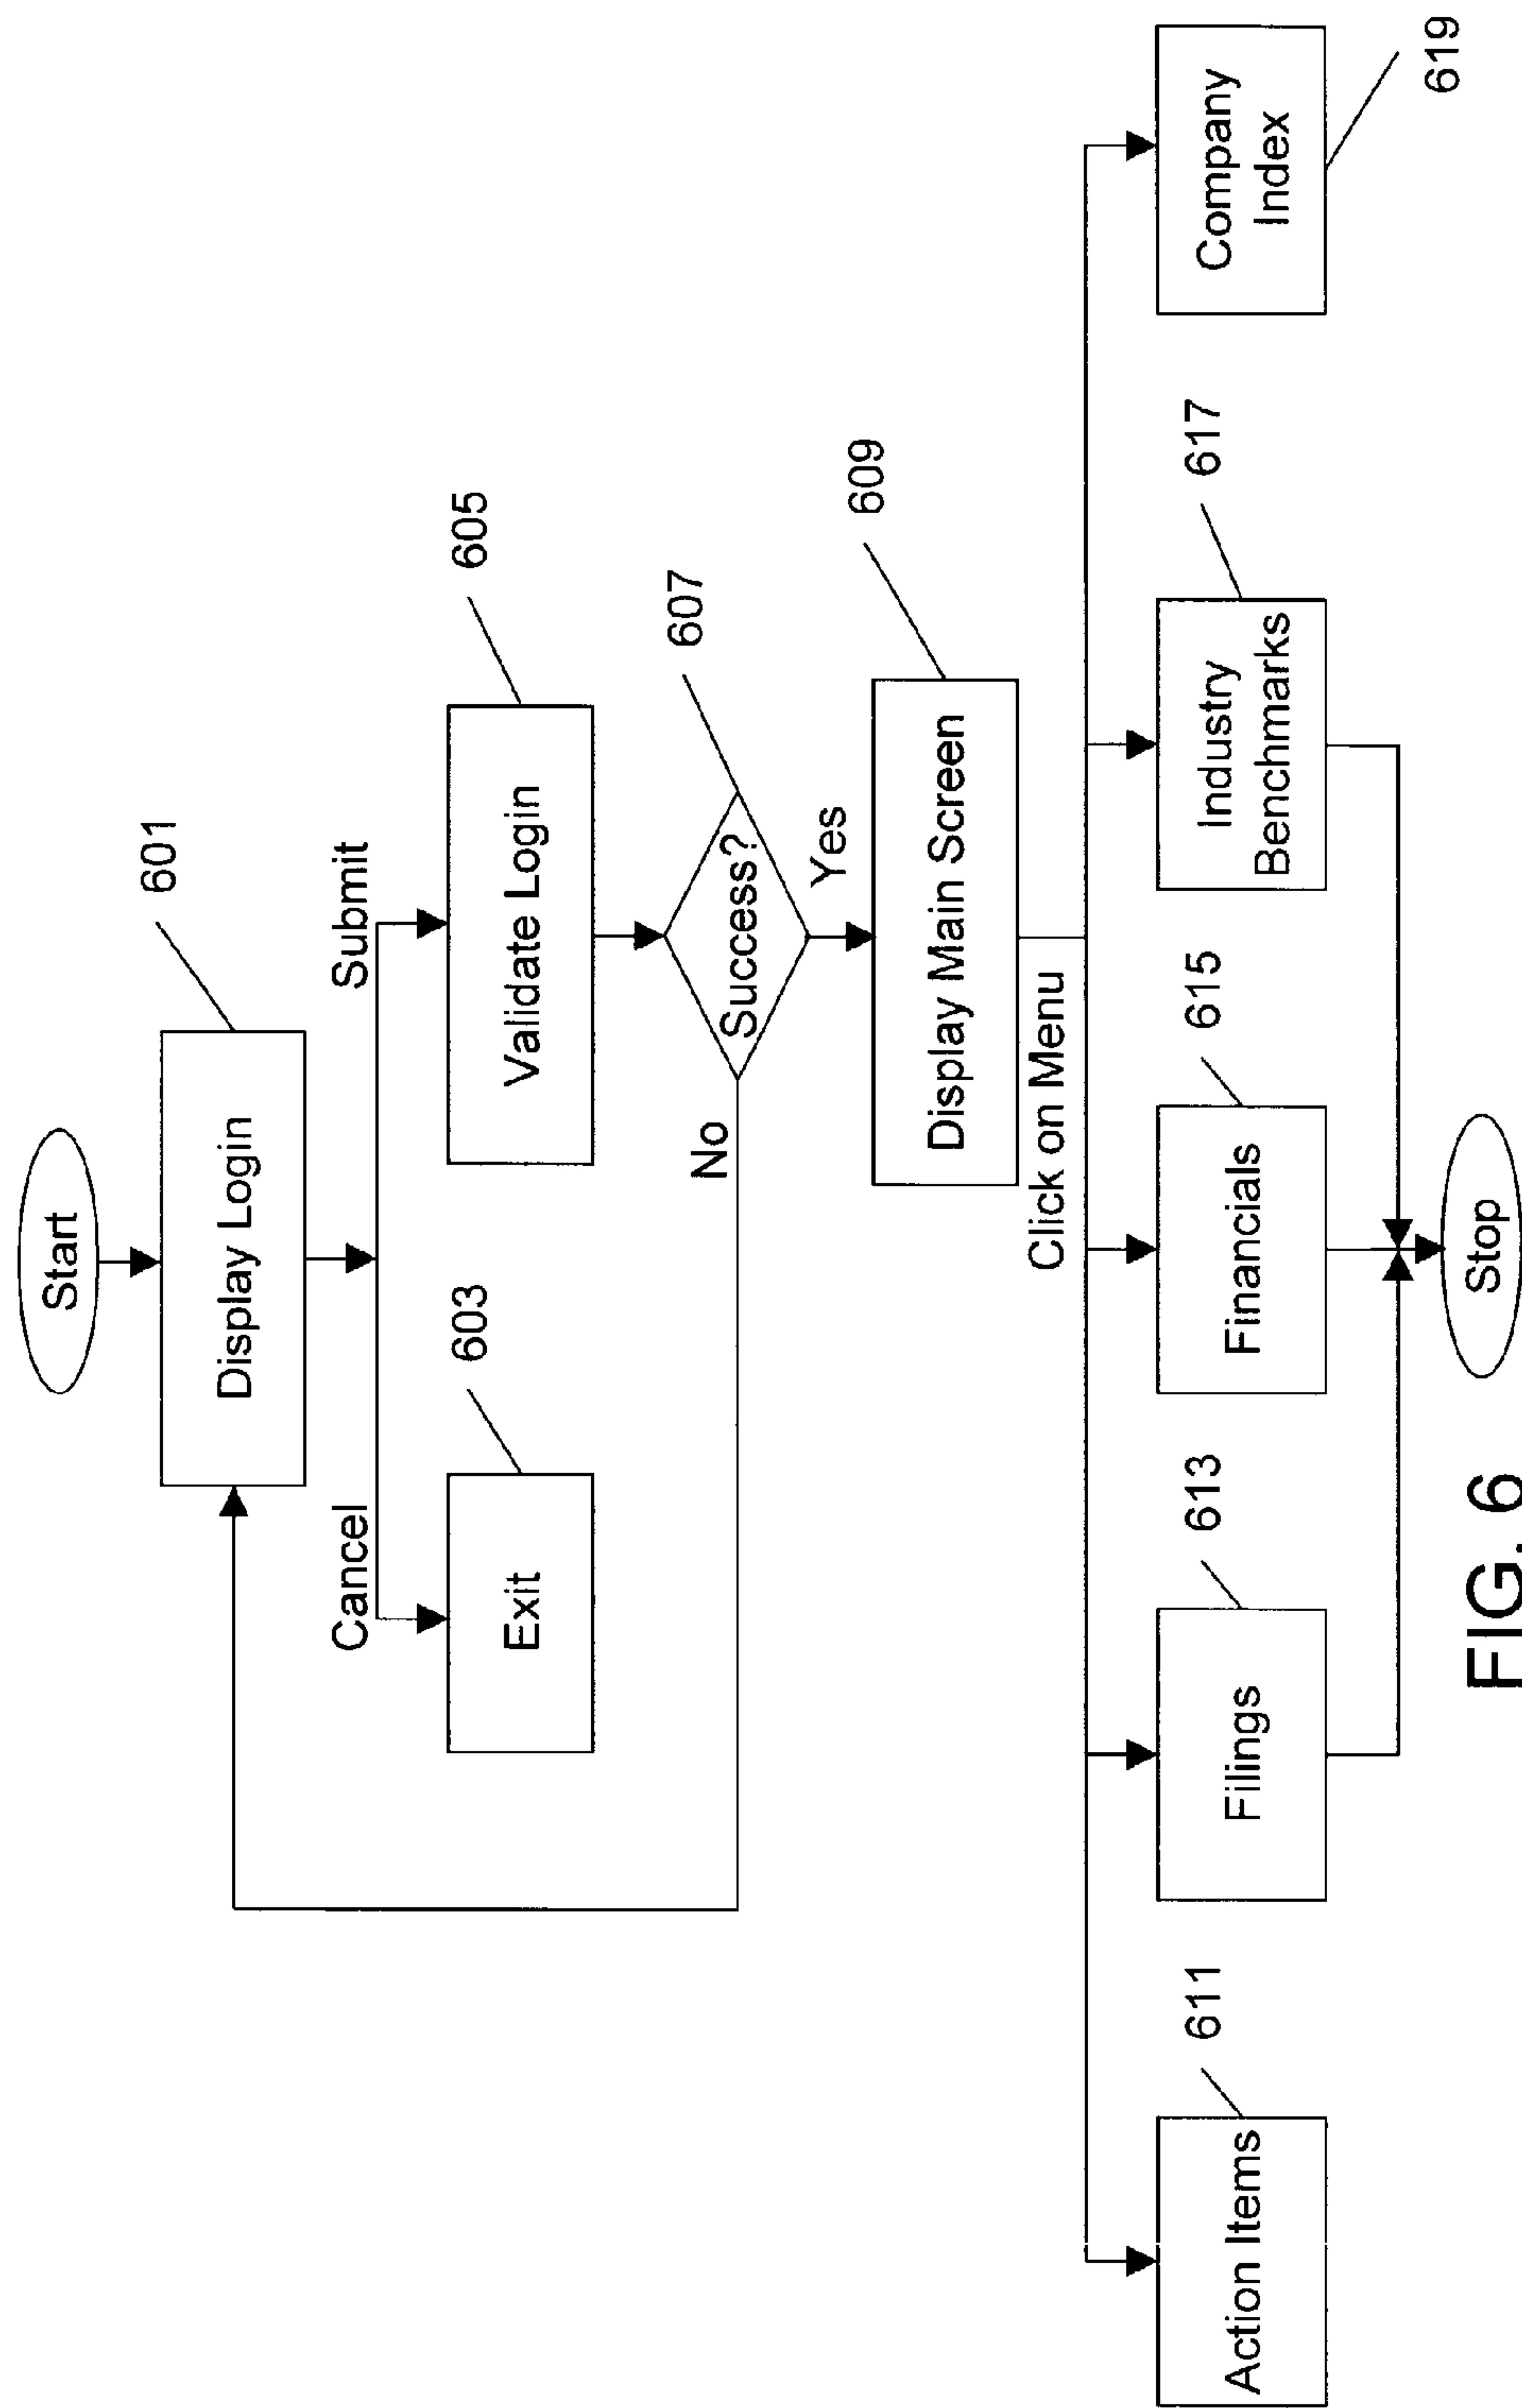 Start
601
Display Login
Cancel
Submit
603
605
Exit
Validate Login
607
Success?
No
Yes
609
Display Main Screen
Click on Menu
611
613
615
617
Action Items
Filings
Financials
Industry
Benchmarks
Company
Index
619
Stop
FIG. 6